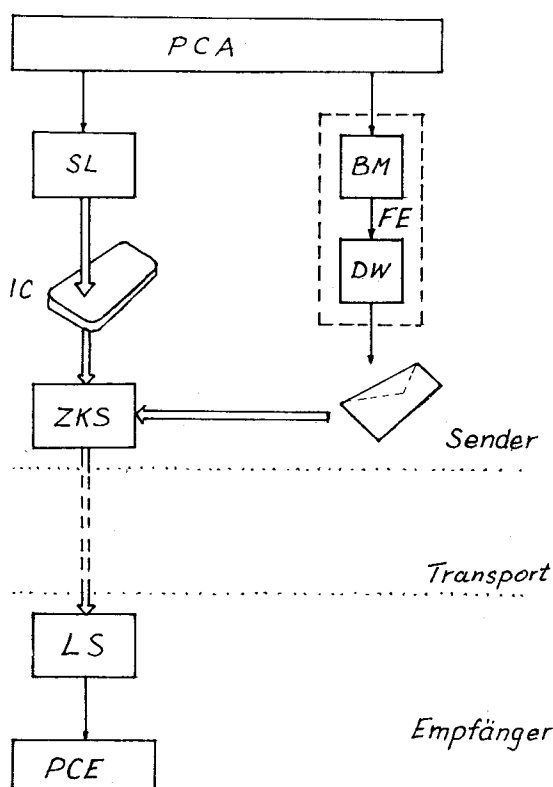 PCA
SL
BM
FE
IC
DW
ZKS
Sender
Transport
LS
Empfänger
PCE